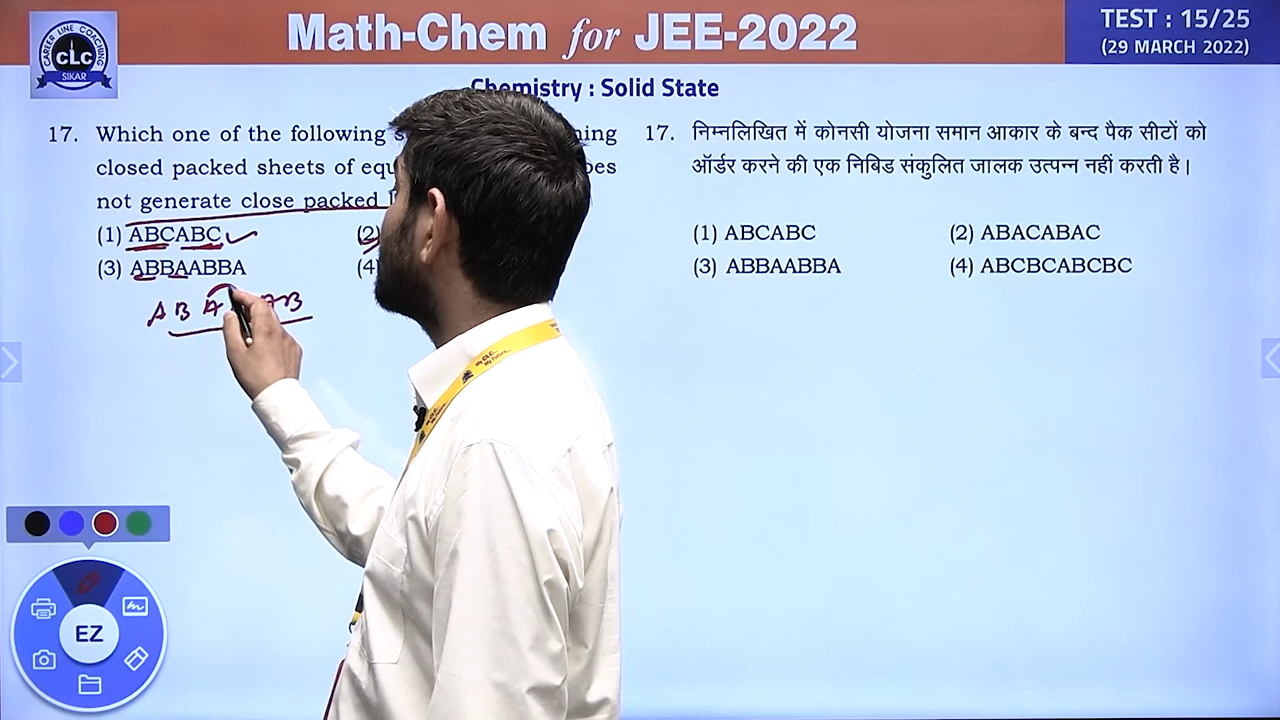 Math-Chem for JEE-2022
TEST : 15/25
(29 MARCH 2022)
CAREER LINE COACHING
CLC
SIKAR
Chemistry : Solid State
17. Which one of the following
closed packed sheets of
not generate close packed
(1) ABCABC
(2)
(3) ABBAABBA
(4)
A B A
A B
17. निम्नलिखित में कोनसी योजना समान आकार के बन्द पैक सीटों को
ऑर्डर करने की एक निबिड संकुलित जालक उत्पन्न नहीं करती है।
(1) ABCABC
(2) ABACABAC
(3) ABBAABBA
(4) ABCBCABCBC
EZ